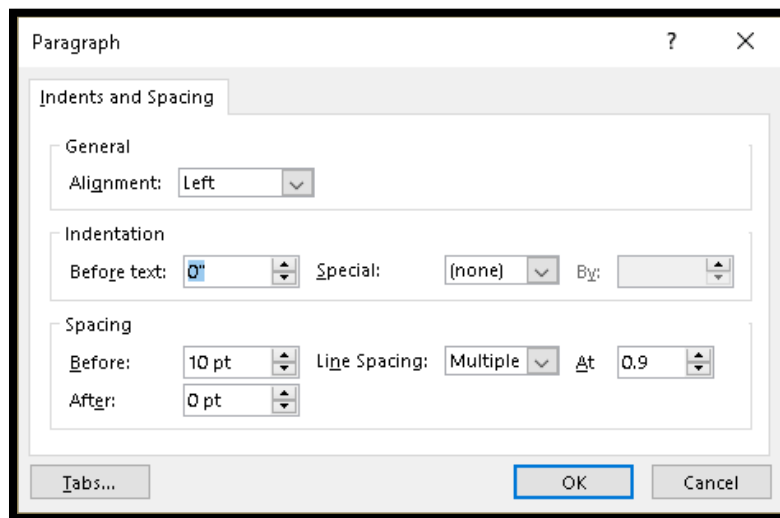 Paragraph ?
Indents and Spacing
General
Alignment: Left
Indentation
Before text: 0" Special: (none) By:
Spacing
Before: 10 pt Line Spacing: Multiple At 0.9
After: 0 pt
Tabs... OK Cancel